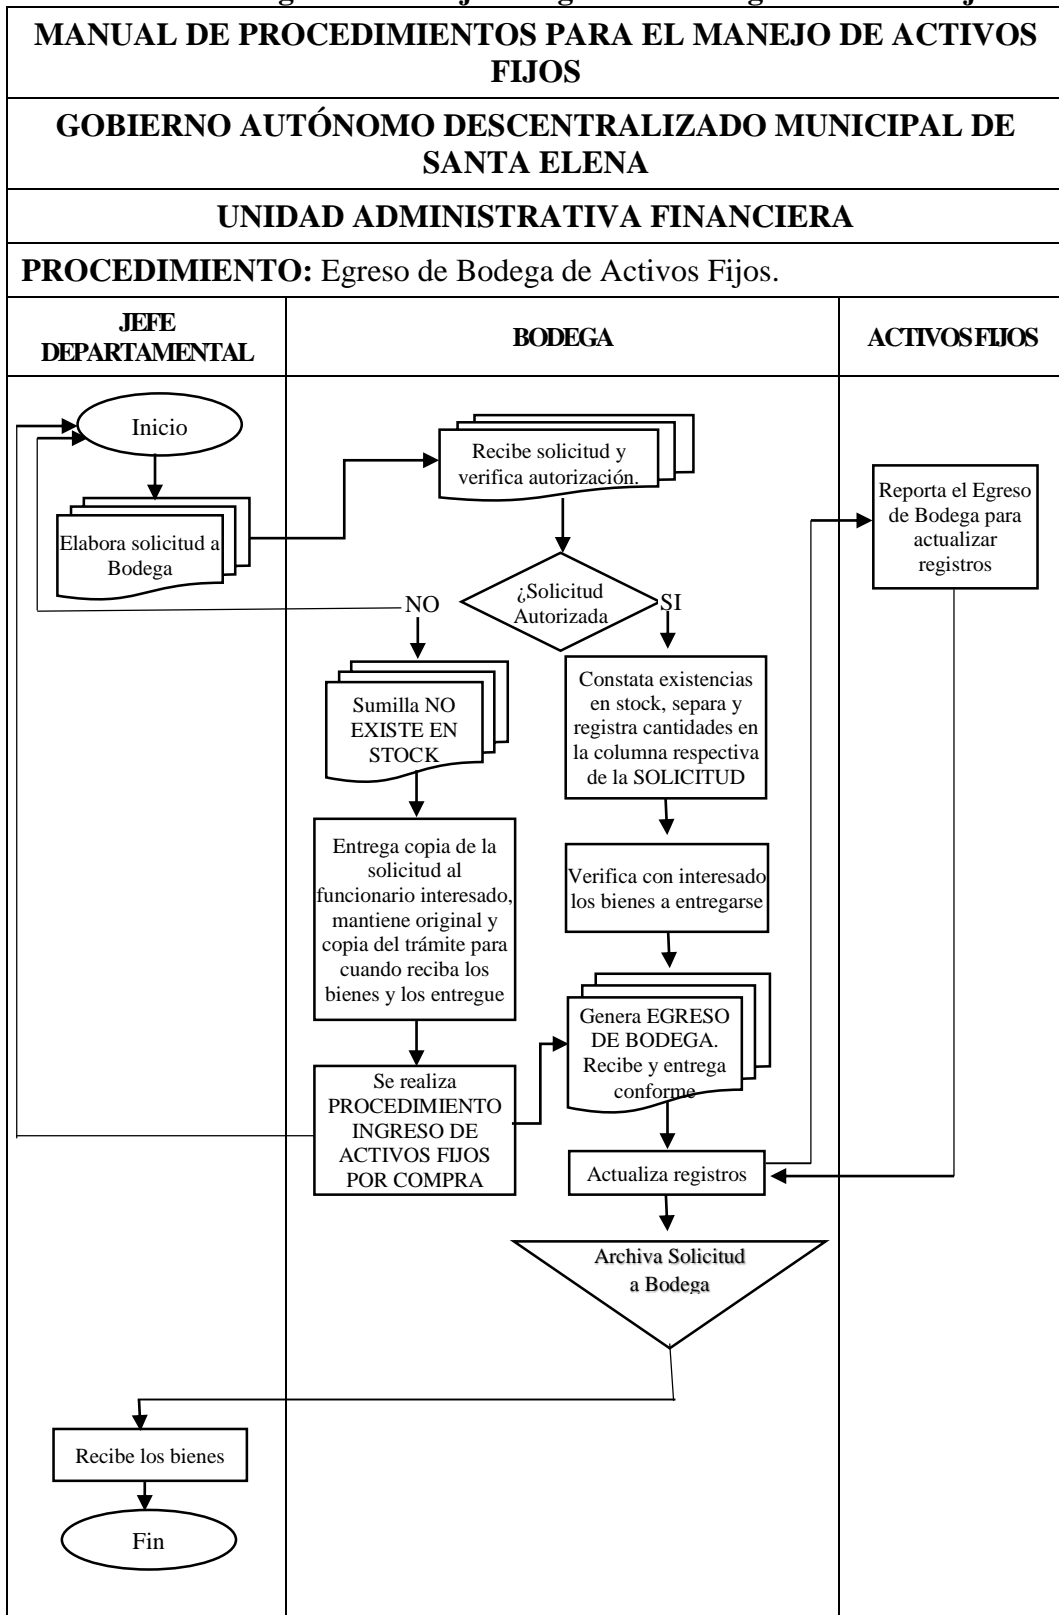 MANUAL DE PROCEDIMIENTOS PARA EL MANEJO DE ACTIVOS
FIJOS
GOBIERNO AUTÓNOMO DESCENTRALIZADO MUNICIPAL DE
SANTA ELENA
UNIDAD ADMINISTRATIVA FINANCIERA
PROCEDIMIENTO: Egreso de Bodega de Activos Fijos.
JEFE
DEPARTAMENTAL
BODEGA
ACTIVOS FIJOS
Inicio
Elabora solicitud a
Bodega
Recibe solicitud y
verifica autorización.
¿Solicitud
Autorizada
NO
SI
Sumilla NO
EXISTE EN
STOCK
Entrega copia de la
solicitud al
funcionario interesado,
mantiene original y
copia del trámite para
cuando reciba los
bienes y los entregue
Se realiza
PROCEDIMIENTO
INGRESO DE
ACTIVOS FIJOS
POR COMPRA
Constata existencias
en stock, separa y
registra cantidades en
la columna respectiva
de la SOLICITUD
Verifica con interesado
los bienes a entregarse
Genera EGRESO
DE BODEGA.
Recibe y entrega
conforme
Actualiza registros
Reporta el Egreso
de Bodega para
actualizar
registros
Archiva Solicitud
a Bodega
Recibe los bienes
Fin